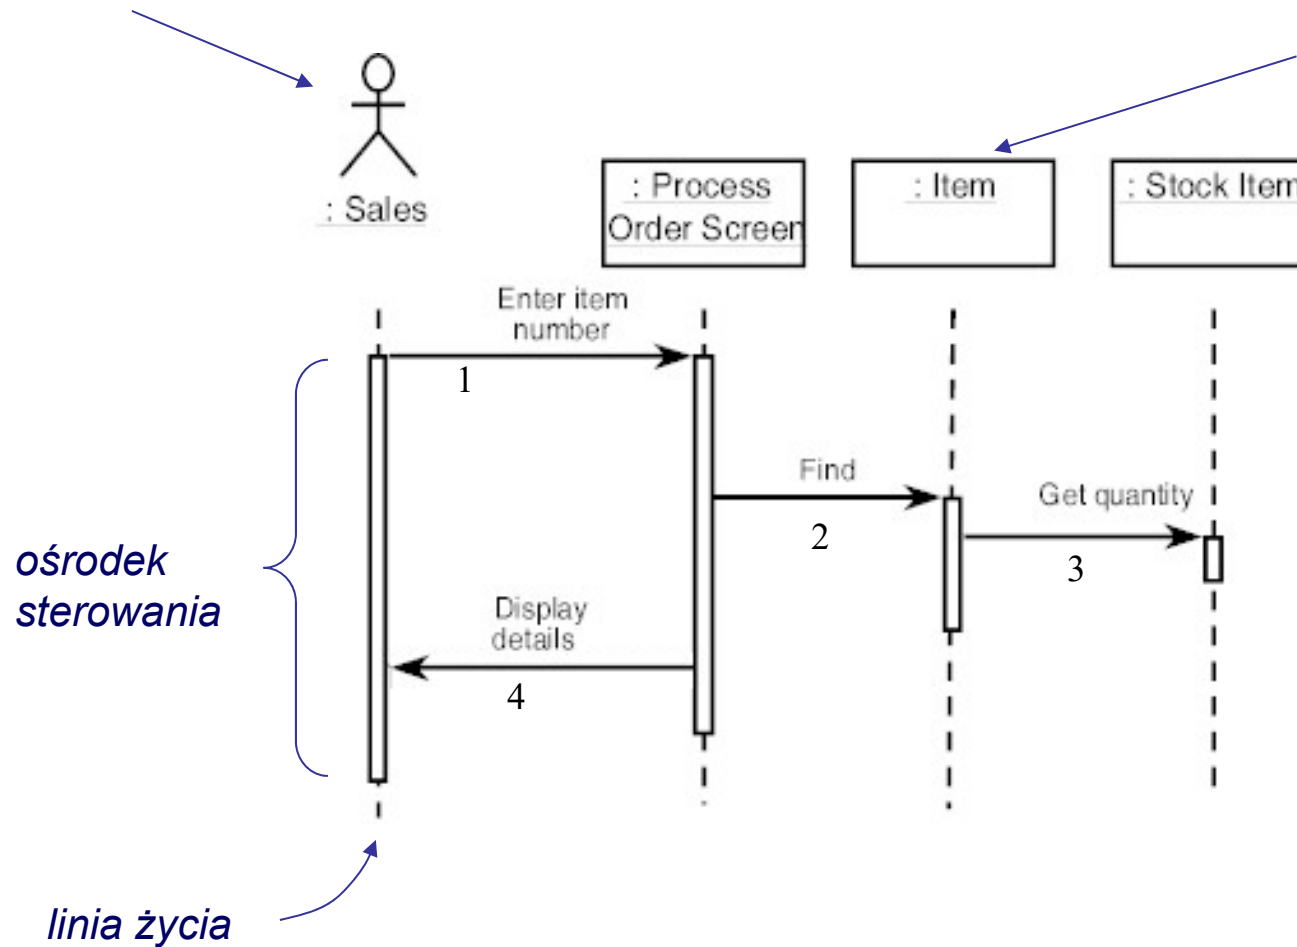 : Sales
: Process
Order Screen
: Item
: Stock Item
Enter item
number
1
Find
2
Get quantity
3
ośrodek
sterowania
Display
details
4
linia życia